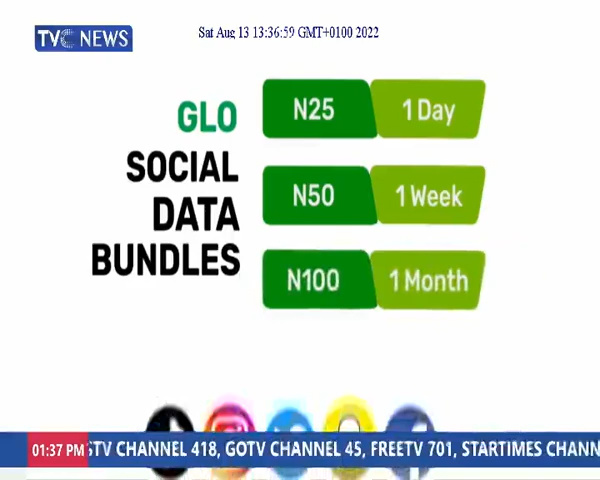 TVC NEWS
Sat Aug 13 13:36:59 GMT+0100 2022
GLO
SOCIAL
DATA
BUNDLES
N25 1 Day
N50 1 Week
N100 1 Month
01:37 PM STV CHANNEL 418, GOTV CHANNEL 45, FREETV 701, STARTIMES CHANN